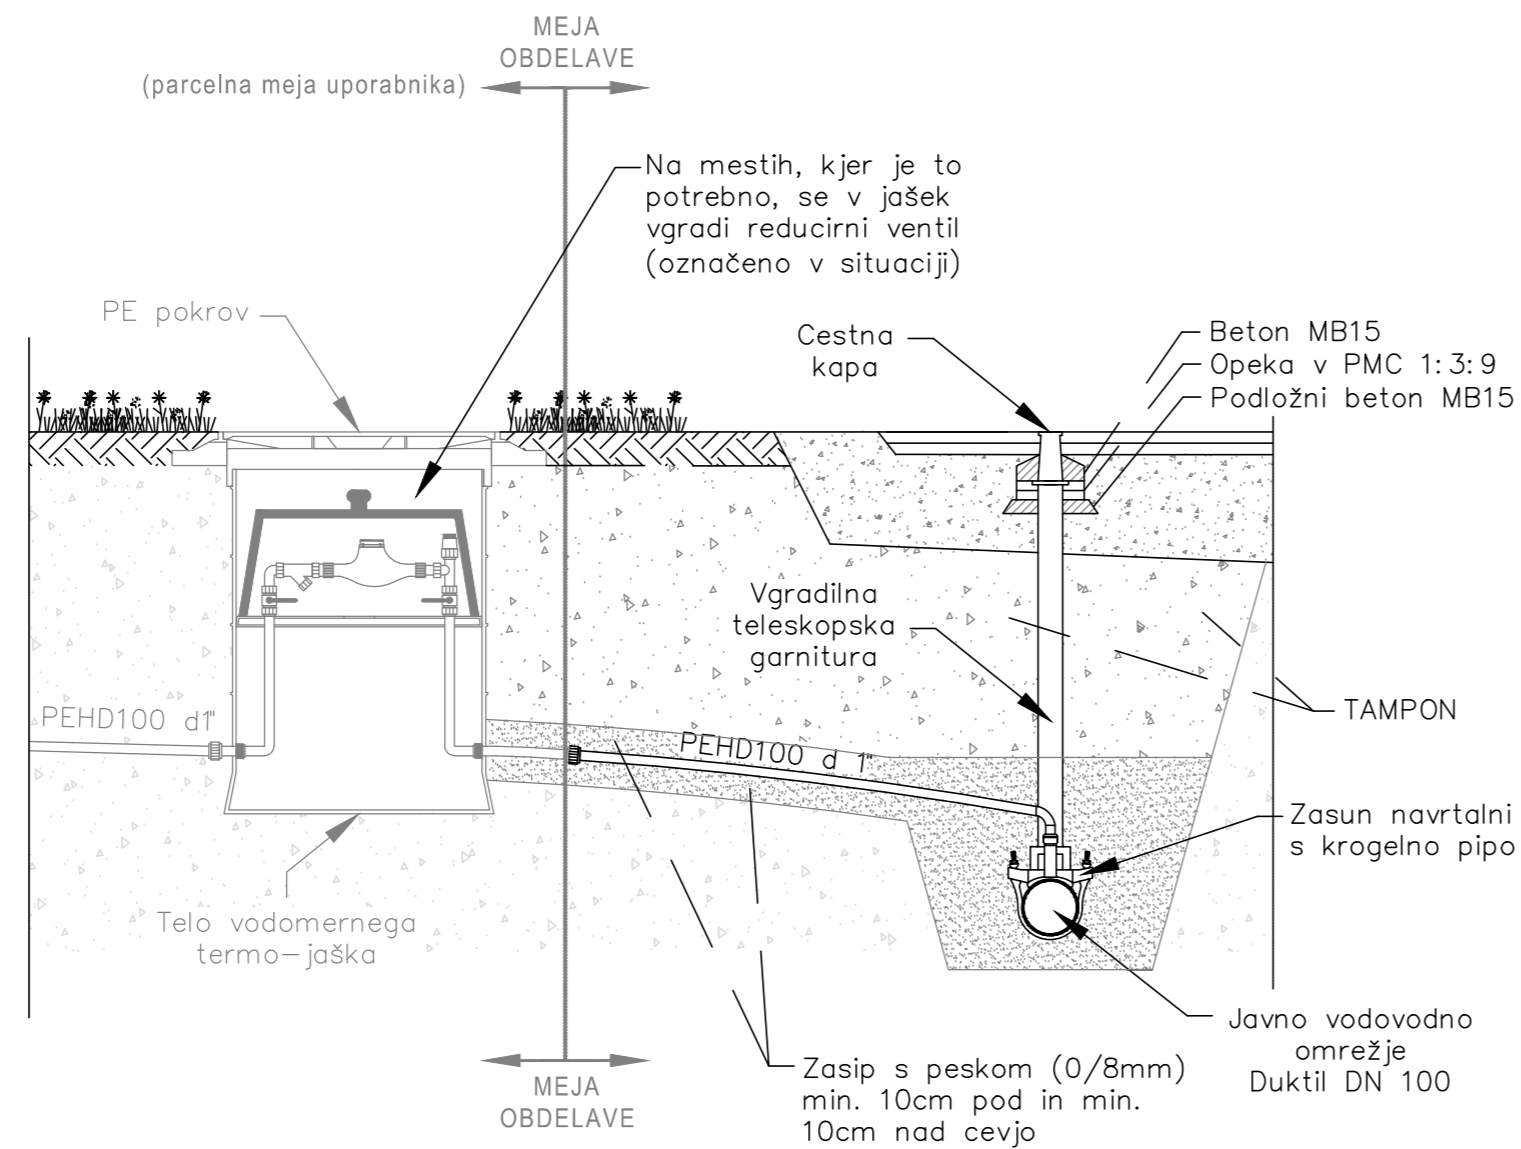 MEJA
OBDELAVE
(parcelna meja uporabnika)
Na mestih, kjer je to
potrebno, se v jašek
vgradi reducirni ventil
(označeno v situaciji)
PE pokrov
Cestna
kapa
Beton MB15
Opeka v PMC 1:3:9
Podložni beton MB15
Vgradilna
teleskopska
garnitura
PEHD100 d1"
PEHD100 d 1"
TAMPON
Zasun navrtalni
s krogelno pipo
Telo vodomernega
termo-jaška
Javno vodovodno
omrežje
Duktil DN 100
Zasip s peskom (0/8mm)
min. 10cm pod in min.
10cm nad cevjo
MEJA
OBDELAVE